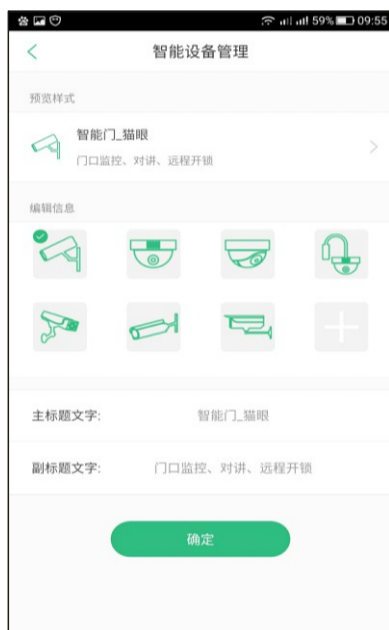 59% 09:55
智能设备管理
预览样式
智能门_猫眼
门口监控、对讲、远程开锁
编辑信息
主标题文字: 智能门_猫眼
副标题文字: 门口监控、对讲、远程开锁
确定